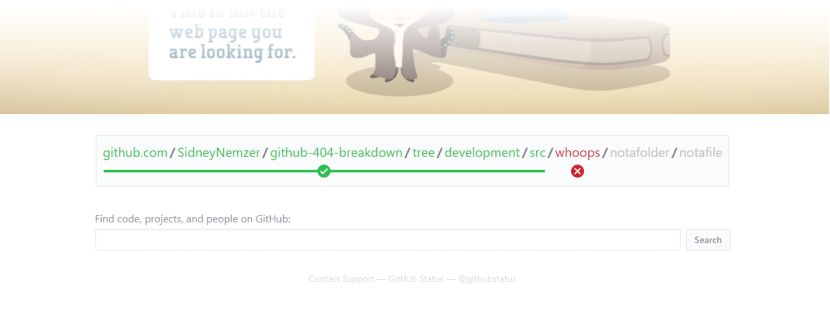 This is not the
web page you
are looking for.
github.com / SidneyNemzer / github-404-breakdown / tree / development / src / whoops / notafolder / notafile
Find code, projects, and people on GitHub:
Search
Contact Support — GitHub Status — @githubstatus